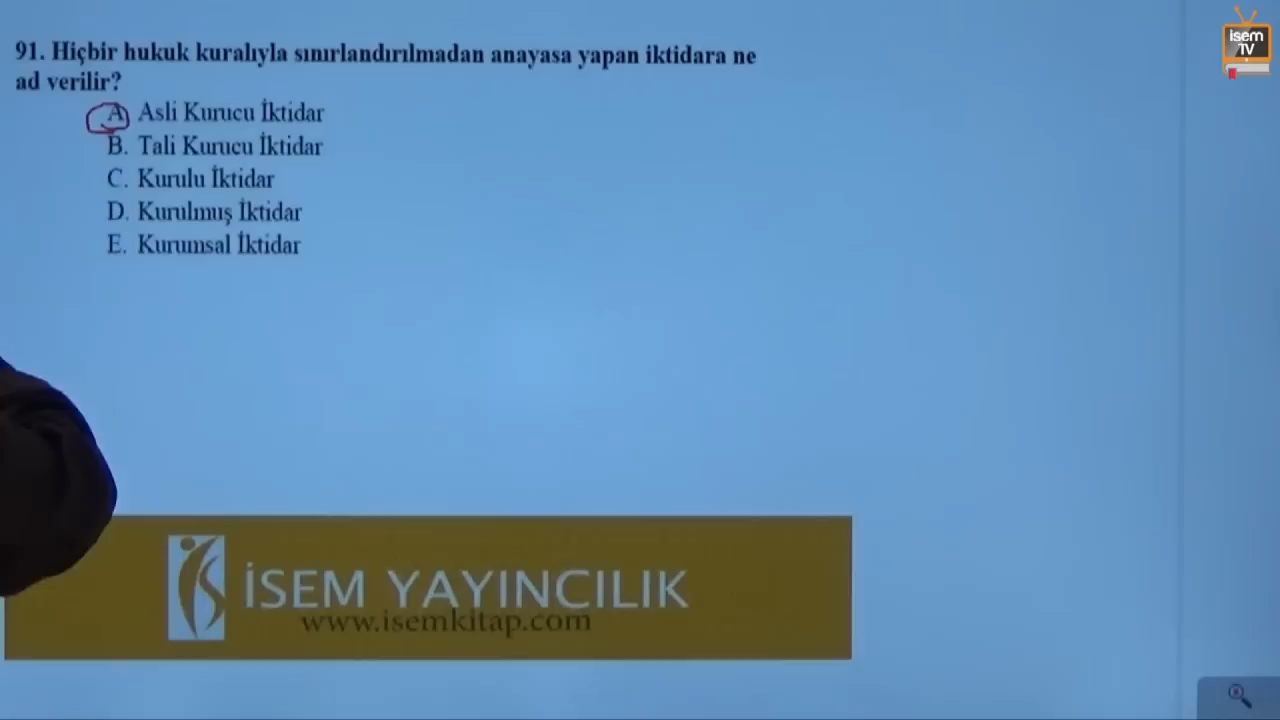 isem
TV
91. Hiçbir hukuk kuralıyla sınırlandırılmadan anayasa yapan iktidara ne
ad verilir?
A Asli Kurucu İktidar
B. Tali Kurucu İktidar
C. Kurulu İktidar
D. Kurulmuş İktidar
E. Kurumsal İktidar
İSEM YAYINCILIK
www.isemkitap.com